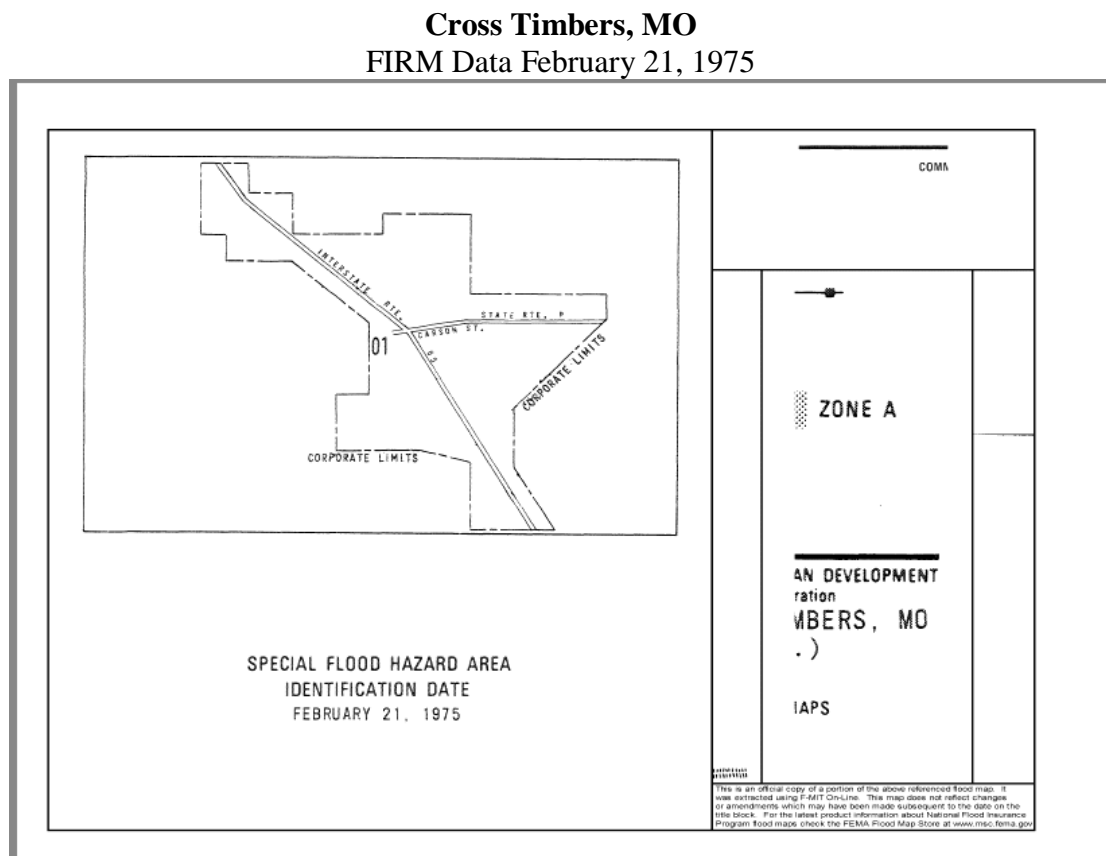 Cross Timbers, MO
FIRM Data February 21, 1975
COMM
INTERSTATE RTE.
STATE RTE. P
CARSON ST.
01
65
CORPORATE LIMITS
CORPORATE LIMITS
ZONE A
AN DEVELOPMENT
ration
MBERS, MO
.)
MAPS
SPECIAL FLOOD HAZARD AREA
IDENTIFICATION DATE
FEBRUARY 21, 1975
This is an official copy of a portion of the above referenced flood map. It
was extracted using F-MIT On-Line. This map does not reflect changes
or amendments which may have been made subsequent to the date on the
title block. For the latest product information about National Flood Insurance
Program flood maps check the FEMA Flood Map Store at www.msc.fema.gov